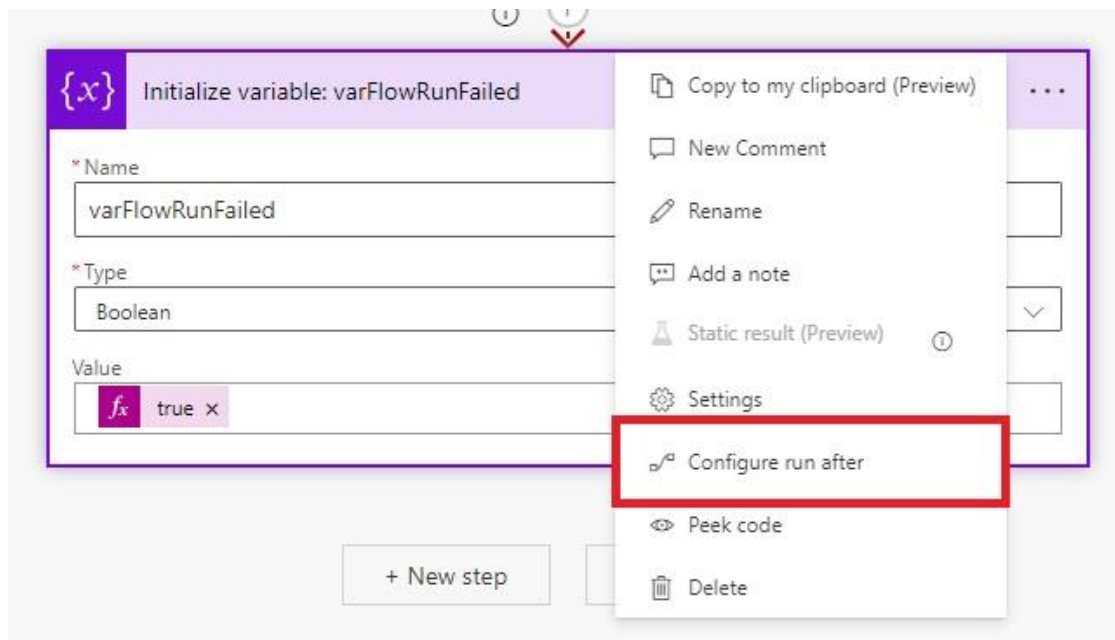 {x} Initialize variable: varFlowRunFailed
* Name
varFlowRunFailed
* Type
Boolean
Value
fx true ×
+ New step
Copy to my clipboard (Preview)
New Comment
Rename
Add a note
Static result (Preview)
Settings
Configure run after
Peek code
Delete